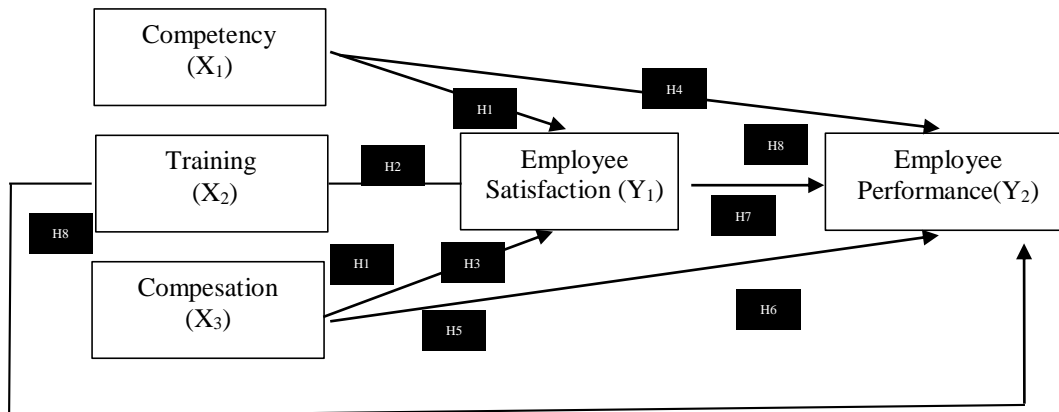 Competency
(X₁)
H4
H1
Training
(X₂)
H2
Employee
Satisfaction (Y₁)
H8
H7
Employee
Performance(Y₂)
H8
Compesation
(X₃)
H1
H3
H5
H6